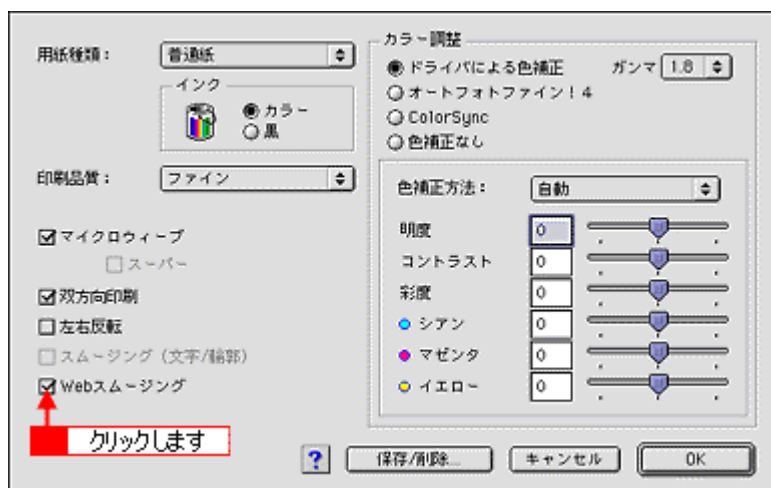 用紙種類：
普通紙
インク
カラー
黒
印刷品質：
ファイン
マイクロウィーブ
スーパー
双方向印刷
左右反転
スムージング（文字/輪郭）
Webスムージング
クリックします
カラー調整
ドライバによる色補正
ガンマ 1.8
オートフォトファイン！4
ColorSync
色補正なし
色補正方法：
自動
明度 0
コントラスト 0
彩度 0
シアン 0
マゼンタ 0
イエロー 0
?
保存/削除...
キャンセル
OK